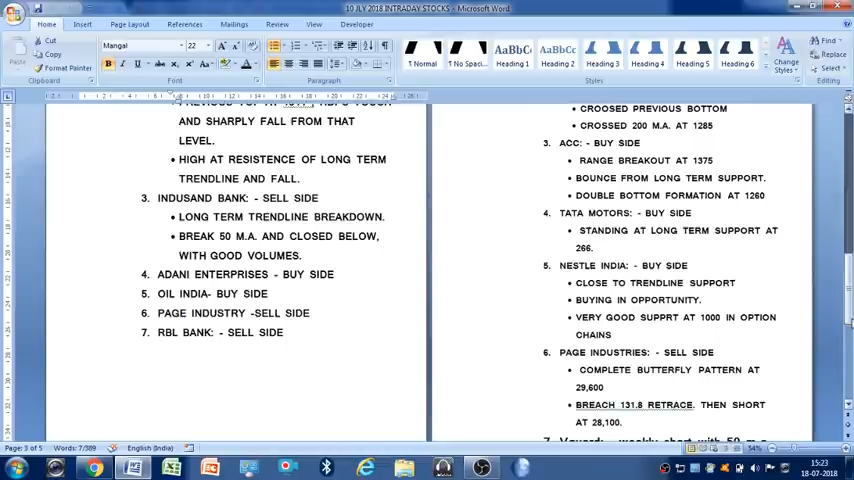 10 JLY 2018 INTRADAY STOCKS - Microsoft Word
Home Insert Page Layout References Mailings Review View Developer
Cut
Copy
Format Painter
Paste
Clipboard
Mangal 22
Font
Paragraph
AaBbC AaBbCc
¶ Normal ¶ No Spaci... Heading 1 Heading 2 Heading 3 Heading 4 Heading 5 Heading 6
Styles
Change Styles
Find
Replace
Select
Editing
AND SHARPLY FALL FROM THAT
LEVEL.
• HIGH AT RESISTENCE OF LONG TERM
TRENDLINE AND FALL.
3. INDUSAND BANK: - SELL SIDE
• LONG TERM TRENDLINE BREAKDOWN.
• BREAK 50 M.A. AND CLOSED BELOW,
WITH GOOD VOLUMES.
4. ADANI ENTERPRISES - BUY SIDE
5. OIL INDIA- BUY SIDE
6. PAGE INDUSTRY -SELL SIDE
7. RBL BANK: - SELL SIDE
• CROOSED PREVIOUS BOTTOM
• CROSSED 200 M.A. AT 1285
3. ACC: - BUY SIDE
• RANGE BREAKOUT AT 1375
• BOUNCE FROM LONG TERM SUPPORT.
• DOUBLE BOTTOM FORMATION AT 1260
4. TATA MOTORS: - BUY SIDE
• STANDING AT LONG TERM SUPPORT AT
266.
5. NESTLE INDIA: - BUY SIDE
• CLOSE TO TRENDLINE SUPPORT
• BUYING IN OPPORTUNITY.
• VERY GOOD SUPPRT AT 1000 IN OPTION
CHAINS
6. PAGE INDUSTRIES: - SELL SIDE
• COMPLETE BUTTERFLY PATTERN AT
29,600
• BREACH 131.8 RETRACE. THEN SHORT
AT 28,100.
Page: 3 of 5 Words: 7/389 English (India) 54%
15:23
18-07-2018